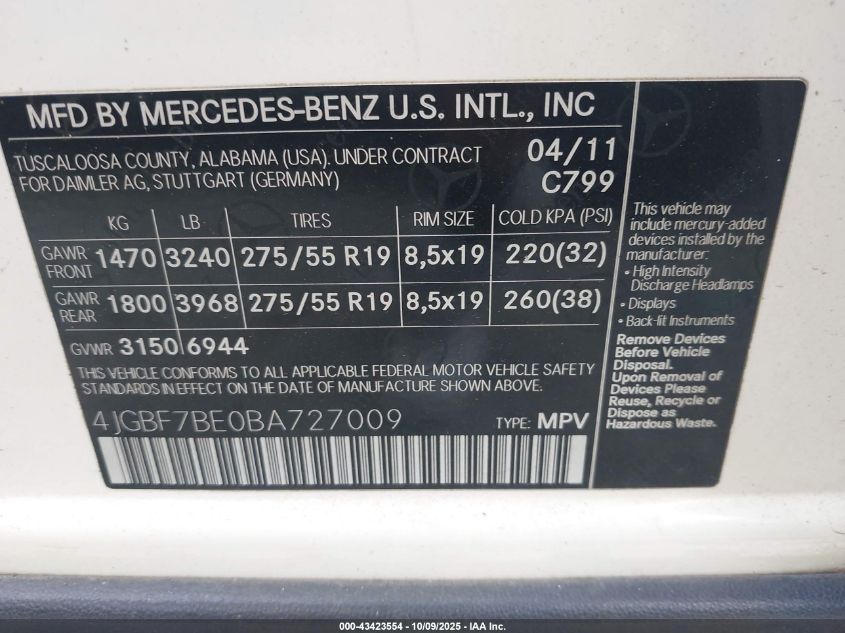 MFD BY MERCEDES-BENZ U.S. INTL., INC
TUSCALOOSA COUNTY, ALABAMA (USA). UNDER CONTRACT
FOR DAIMLER AG, STUTTGART (GERMANY)
04/11
C799
KG LB TIRES RIM SIZE COLD KPA (PSI)
GAWR FRONT 1470 3240 275/55 R19 8,5x19 220(32)
GAWR REAR 1800 3968 275/55 R19 8,5x19 260(38)
GVWR 3150 6944
THIS VEHICLE CONFORMS TO ALL APPLICABLE FEDERAL MOTOR VEHICLE SAFETY
STANDARDS IN EFFECT ON THE DATE OF MANUFACTURE SHOWN ABOVE.
4JGBF7BE0BA727009 TYPE: MPV
This vehicle may
include mercury-added
devices installed by the
manufacturer:
• High Intensity
Discharge Headlamps
• Displays
• Back-lit Instruments
Remove Devices
Before Vehicle
Disposal.
Upon Removal of
Devices Please
Reuse, Recycle or
Dispose as
Hazardous Waste.
000-43423554 - 10/09/2025 - IAA Inc.